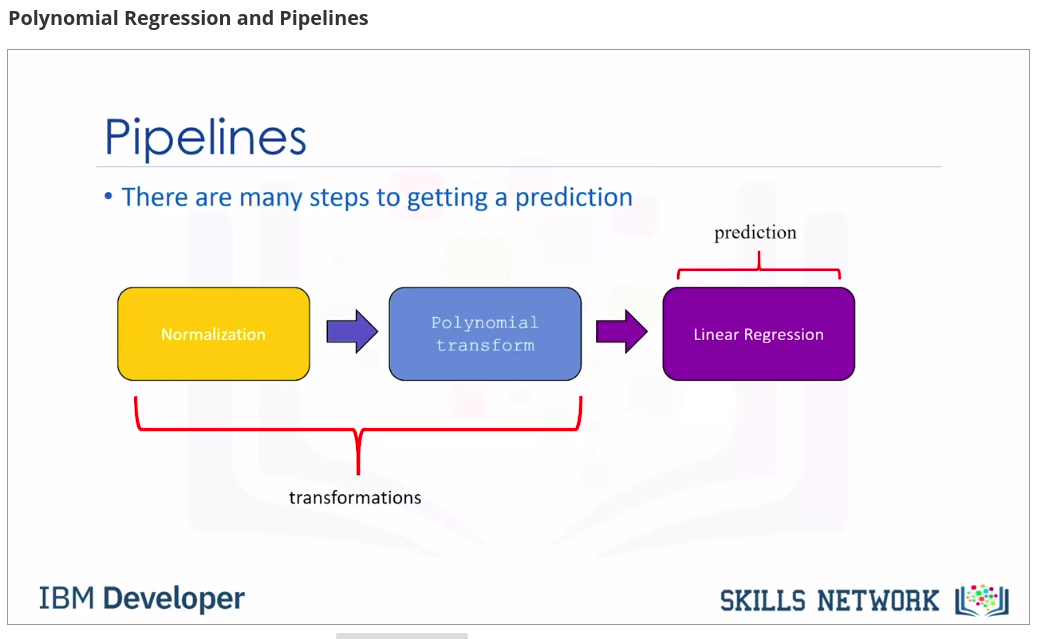 Polynomial Regression and Pipelines
Pipelines
• There are many steps to getting a prediction
prediction
Normalization
Polynomial
transform
Linear Regression
transformations
IBM Developer
SKILLS NETWORK